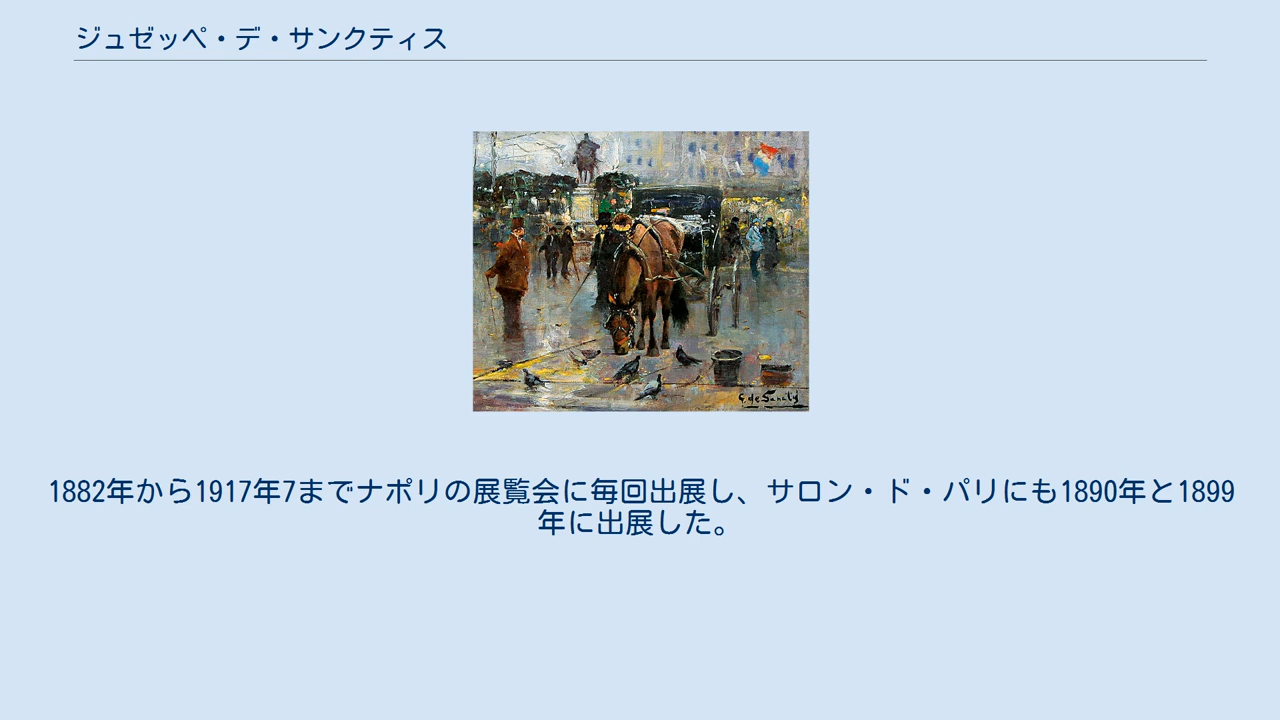 ジュゼッペ・デ・サンクティス
G. de Sanctis
1882年から1917年7までナポリの展覧会に毎回出展し、サロン・ド・パリにも1890年と1899
年に出展した。